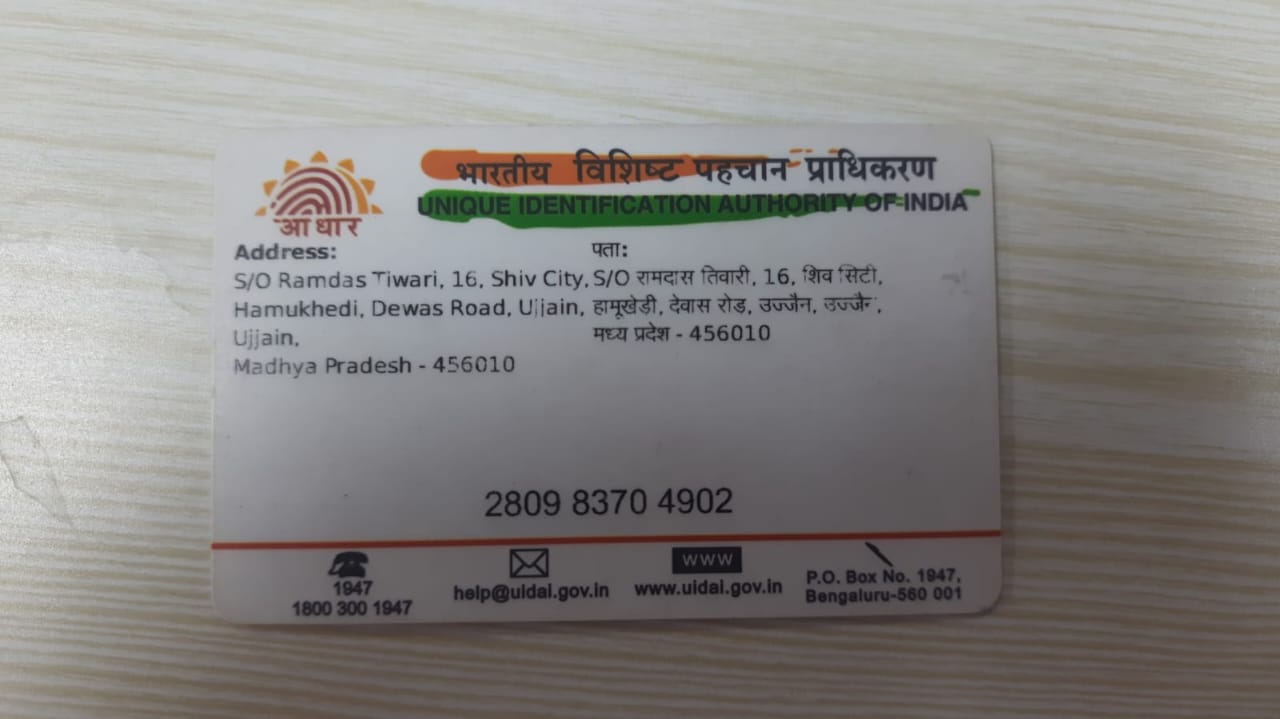 भारतीय विशिष्ट पहचान प्राधिकरण
UNIQUE IDENTIFICATION AUTHORITY OF INDIA
आधार
Address:
S/O Ramdas Tiwari, 16, Shiv City,
Hamukhedi, Dewas Road, Ujjain,
Ujjain,
Madhya Pradesh - 456010
पता:
S/O रामदास तिवारी, 16, शिव सिटी,
हामूखेड़ी, देवास रोड़, उज्जैन, उज्जैन,
मध्य प्रदेश - 456010
2809 8370 4902
1947
1800 300 1947
help@uidai.gov.in
www
www.uidai.gov.in
P.O. Box No. 1947,
Bengaluru-560 001